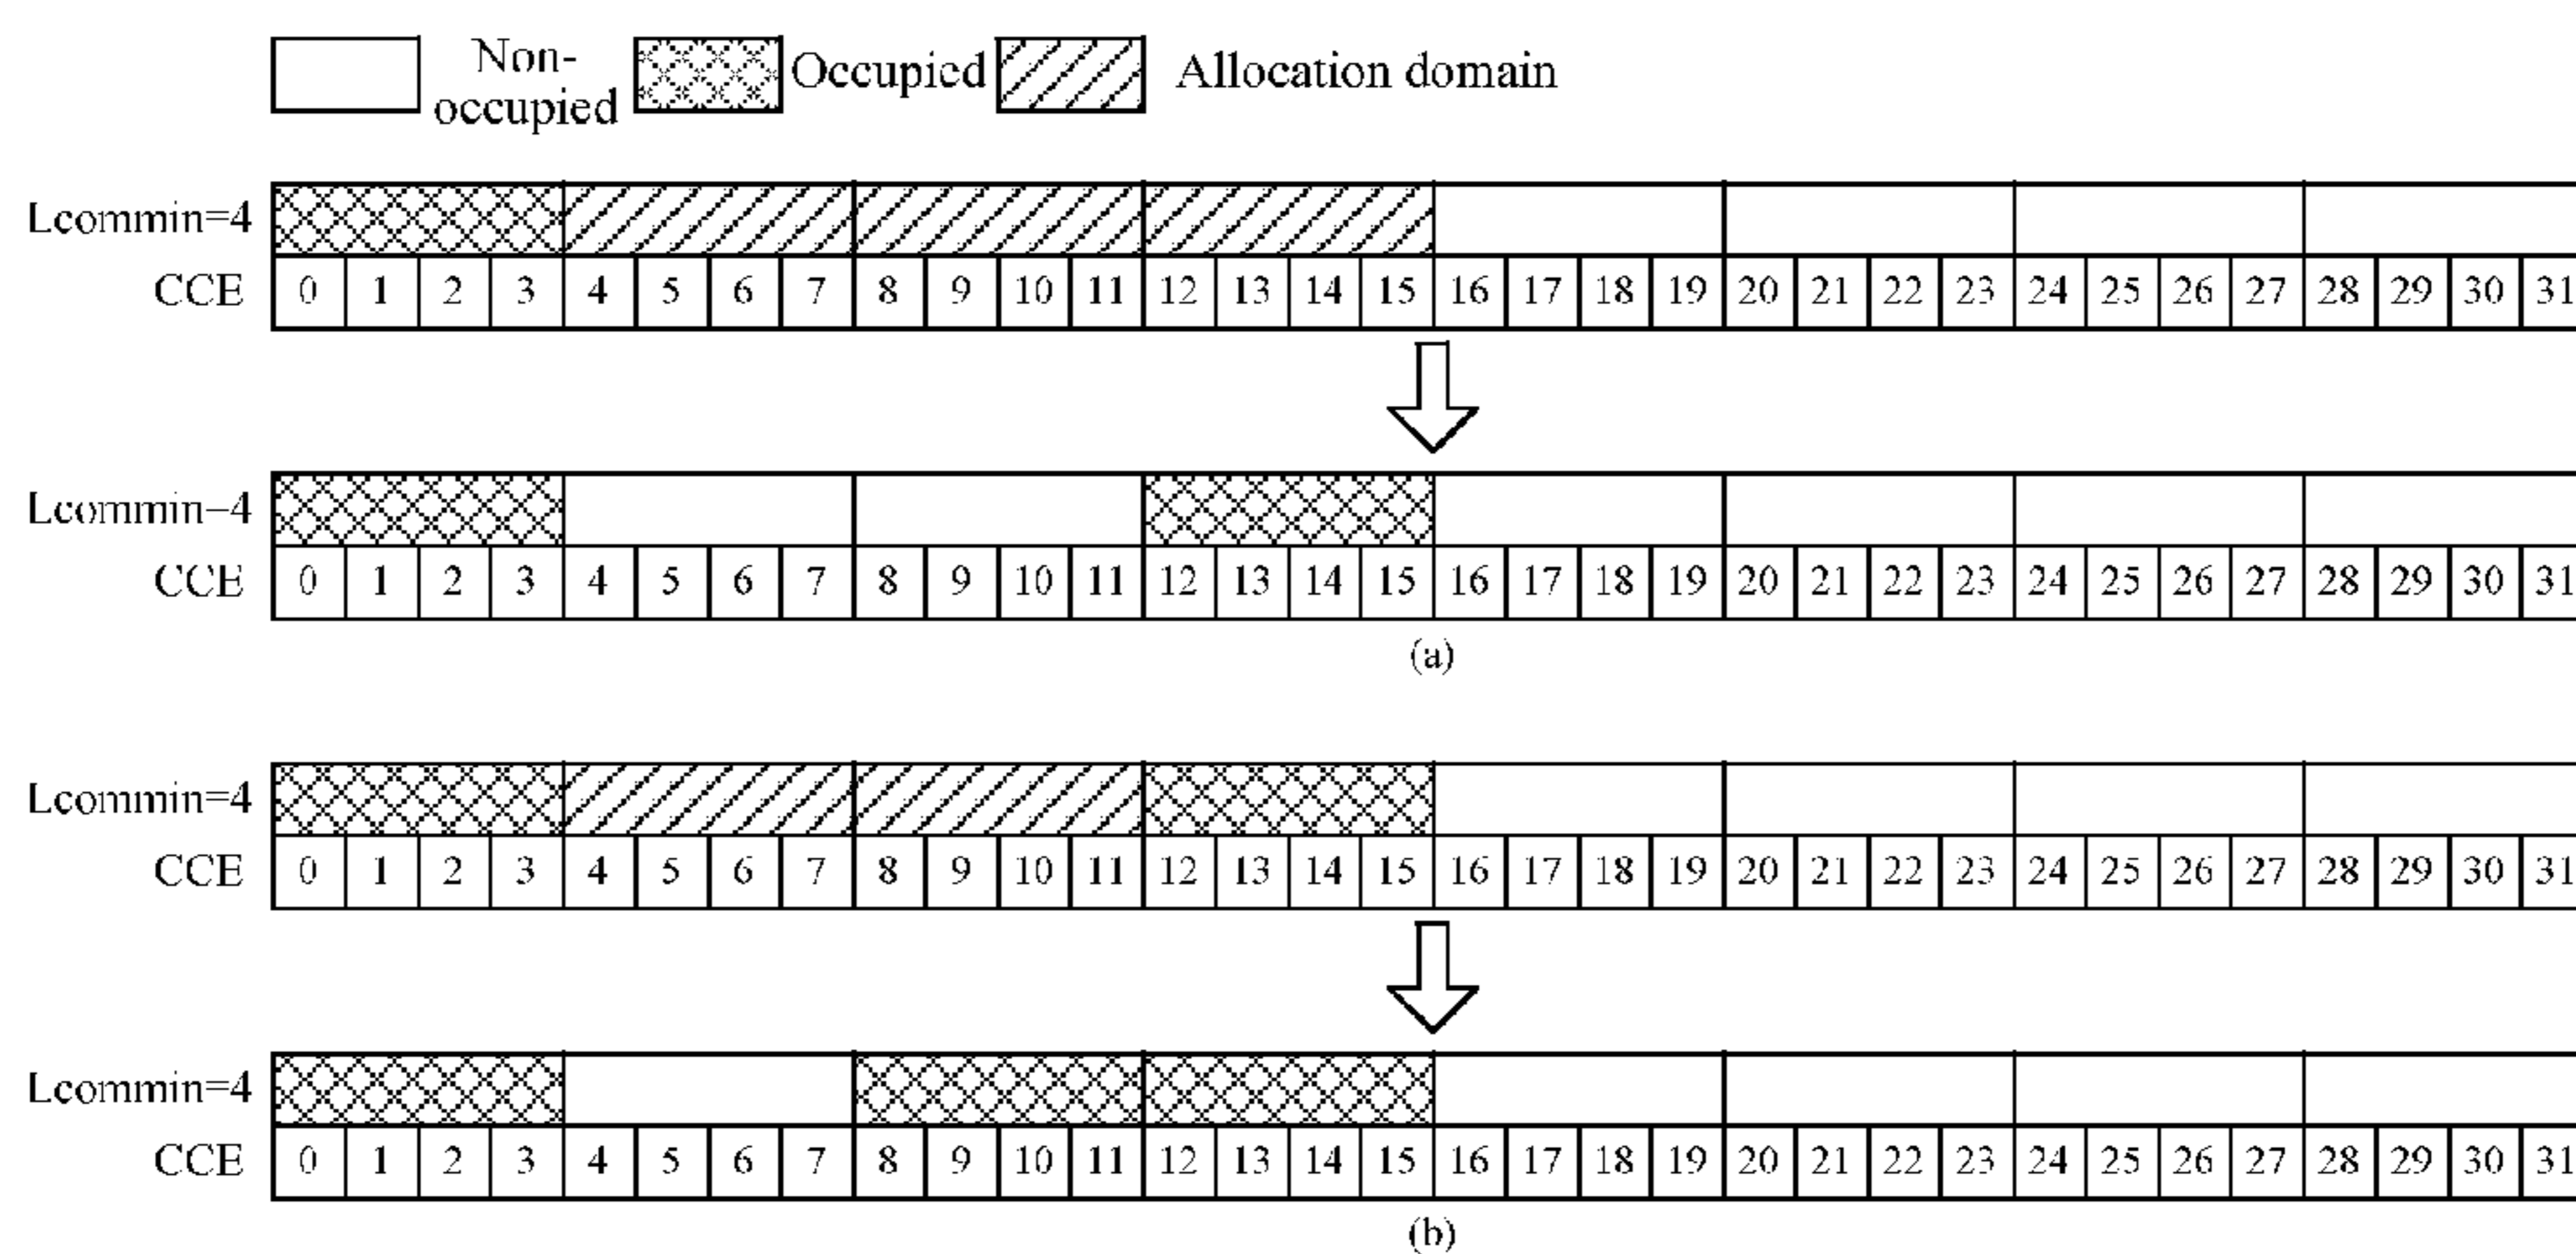 Non-
occupied
Occupied
Allocation domain
Lcommin=4
CCE 0 1 2 3 4 5 6 7 8 9 10 11 12 13 14 15 16 17 18 19 20 21 22 23 24 25 26 27 28 29 30 31
Lcommin–4
CCE 0 1 2 3 4 5 6 7 8 9 10 11 12 13 14 15 16 17 18 19 20 21 22 23 24 25 26 27 28 29 30 31
(a)
Lcommin=4
CCE 0 1 2 3 4 5 6 7 8 9 10 11 12 13 14 15 16 17 18 19 20 21 22 23 24 25 26 27 28 29 30 31
Lcommin=4
CCE 0 1 2 3 4 5 6 7 8 9 10 11 12 13 14 15 16 17 18 19 20 21 22 23 24 25 26 27 28 29 30 31
(b)